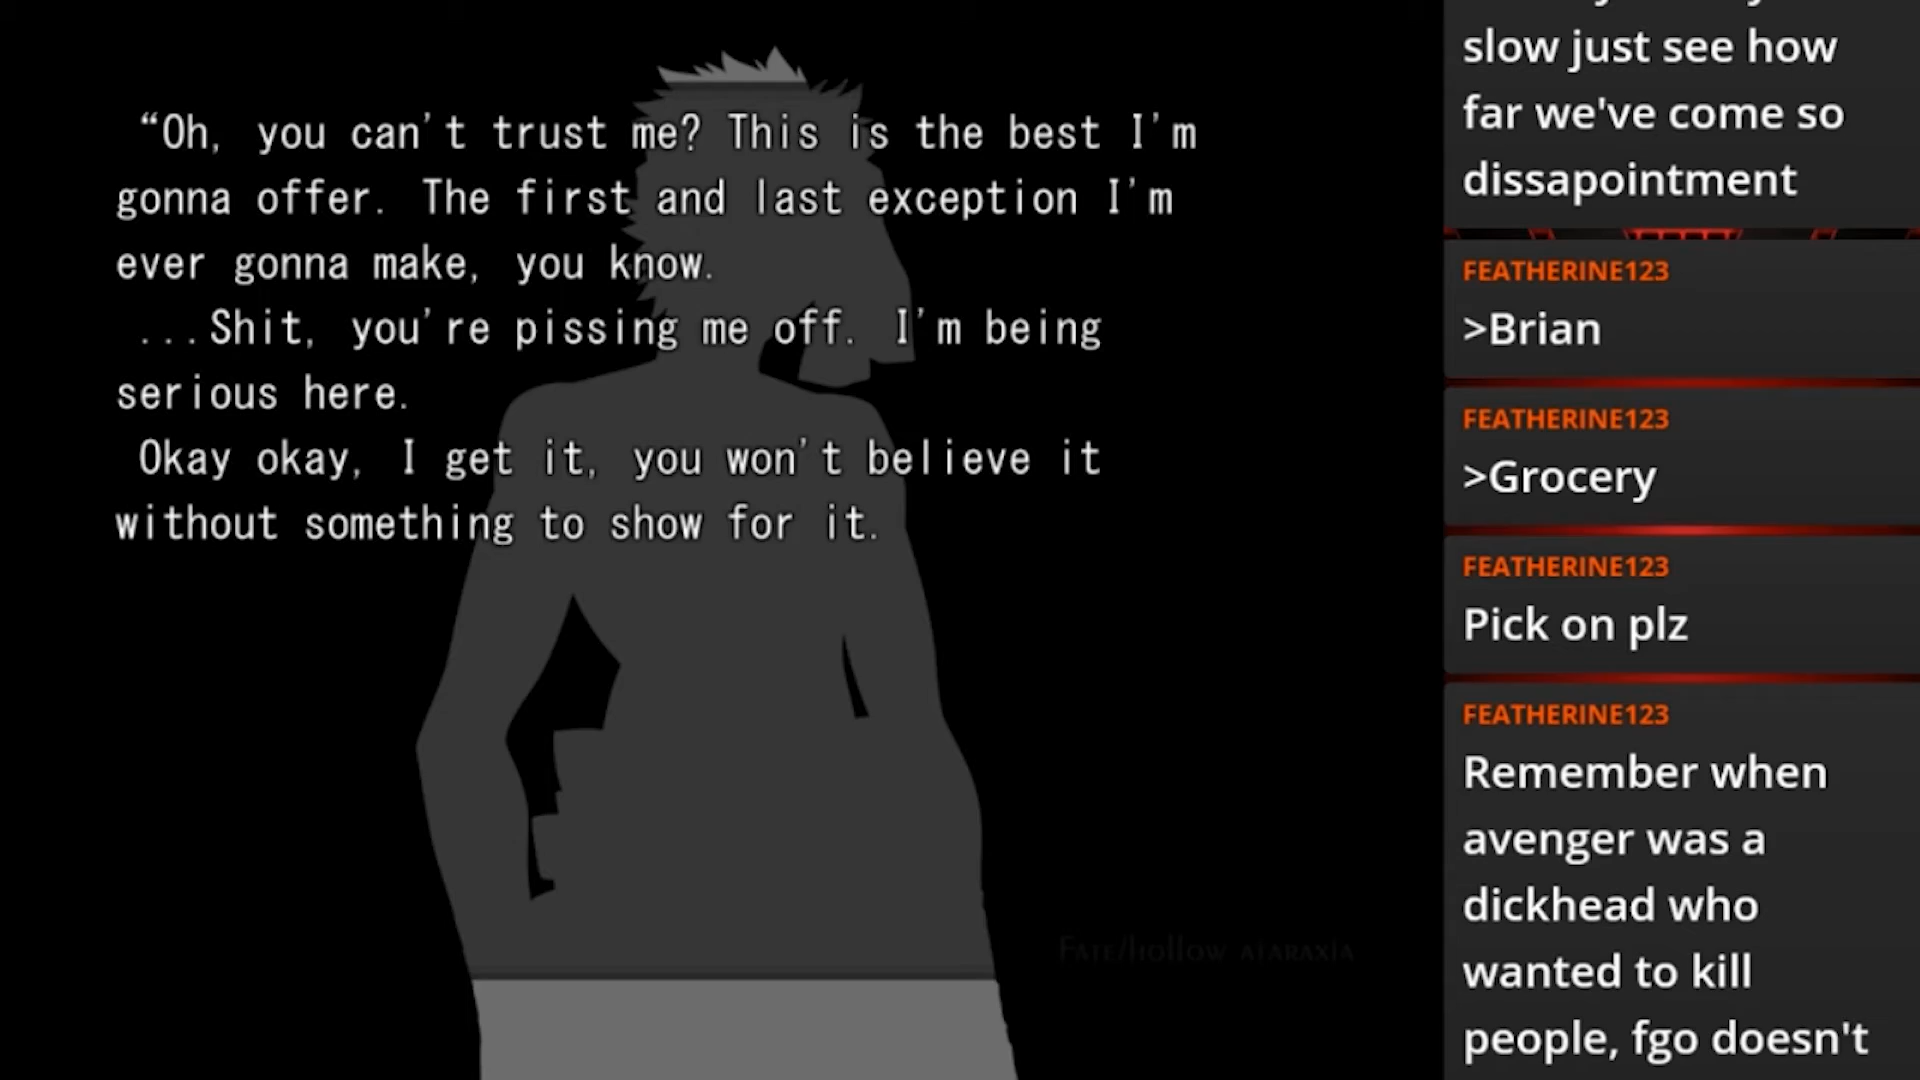 “Oh, you can't trust me? This is the best I'm
gonna offer. The first and last exception I'm
ever gonna make, you know.
...Shit, you're pissing me off. I'm being
serious here.
Okay okay, I get it, you won't believe it
without something to show for it.
Fate/hollow ataraxia
slow just see how
far we've come so
dissapointment
FEATHERINE123
>Brian
FEATHERINE123
>Grocery
FEATHERINE123
Pick on plz
FEATHERINE123
Remember when
avenger was a
dickhead who
wanted to kill
people, fgo doesn't